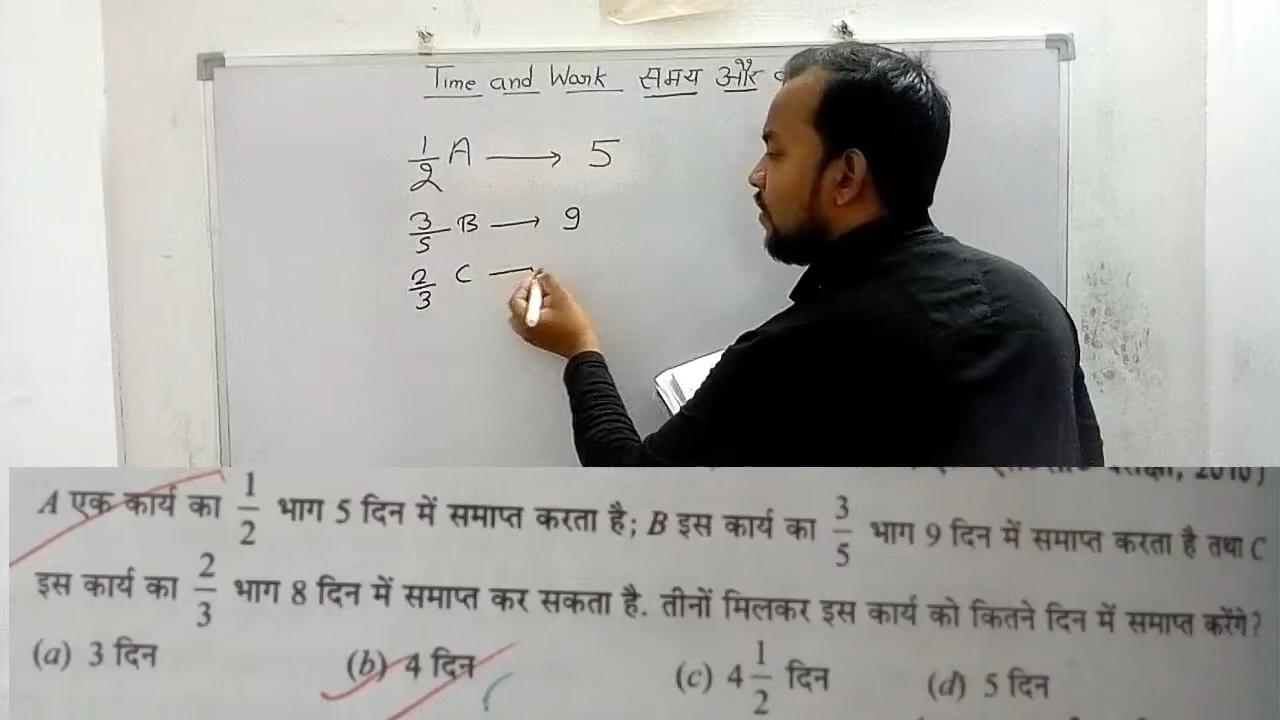 Time and Work समय और
1/2 A → 5
3/5 B → 9
2/3 C —
परीक्षा, 2010)
A एक कार्य का 1/2 भाग 5 दिन में समाप्त करता है; B इस कार्य का 3/5 भाग 9 दिन में समाप्त करता है तथा C
इस कार्य का 2/3 भाग 8 दिन में समाप्त कर सकता है. तीनों मिलकर इस कार्य को कितने दिन में समाप्त करेंगे?
(a) 3 दिन (b) 4 दिन (c) 4 1/2 दिन (d) 5 दिन